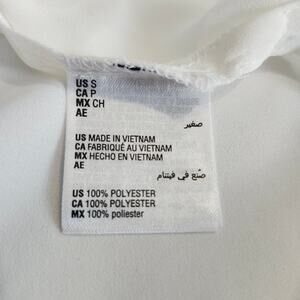 US S
CA P
MX CH
AE
صغير
US MADE IN VIETNAM
CA FABRIQUÉ AU VIETNAM
MX HECHO EN VIETNAM
AE
صُنع في فيتنام
US 100% POLYESTER
CA 100% POLYESTER
MX 100% poliester